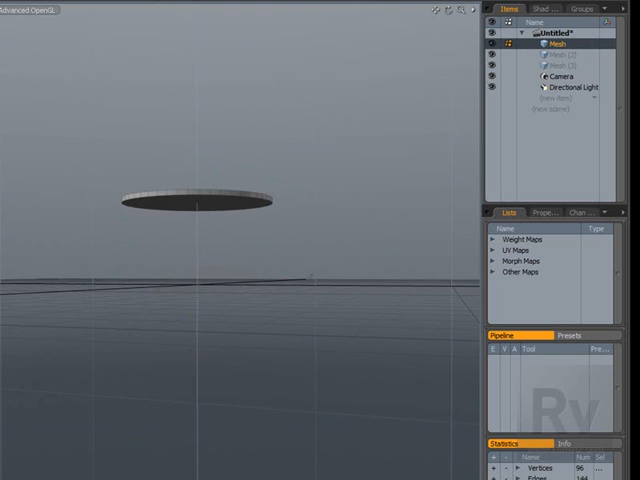 Advanced OpenGL
Items Shad ... Groups
Name
Untitled*
Mesh
Mesh (2)
Mesh (3)
Camera
Directional Light
(new item)
(new scene)
Lists Prope... Chan ...
Name Type
Weight Maps
UV Maps
Morph Maps
Other Maps
Pipeline Presets
E V A Tool Pre...
Rv
Statistics Info
+ - Name Num Sel
+ - Vertices 96 ...
+ - Edges 144